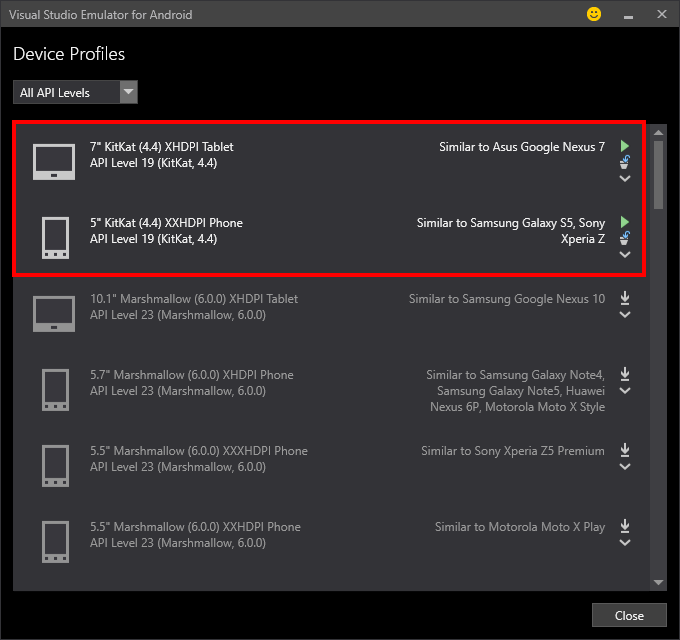 Visual Studio Emulator for Android
Device Profiles
All API Levels
7" KitKat (4.4) XHDPI Tablet
API Level 19 (KitKat, 4.4)
Similar to Asus Google Nexus 7
5" KitKat (4.4) XXHDPI Phone
API Level 19 (KitKat, 4.4)
Similar to Samsung Galaxy S5, Sony
Xperia Z
10.1" Marshmallow (6.0.0) XHDPI Tablet
API Level 23 (Marshmallow, 6.0.0)
Similar to Samsung Google Nexus 10
5.7" Marshmallow (6.0.0) XHDPI Phone
API Level 23 (Marshmallow, 6.0.0)
Similar to Samsung Galaxy Note4,
Samsung Galaxy Note5, Huawei
Nexus 6P, Motorola Moto X Style
5.5" Marshmallow (6.0.0) XXXHDPI Phone
API Level 23 (Marshmallow, 6.0.0)
Similar to Sony Xperia Z5 Premium
5.5" Marshmallow (6.0.0) XXHDPI Phone
API Level 23 (Marshmallow, 6.0.0)
Similar to Motorola Moto X Play
Close